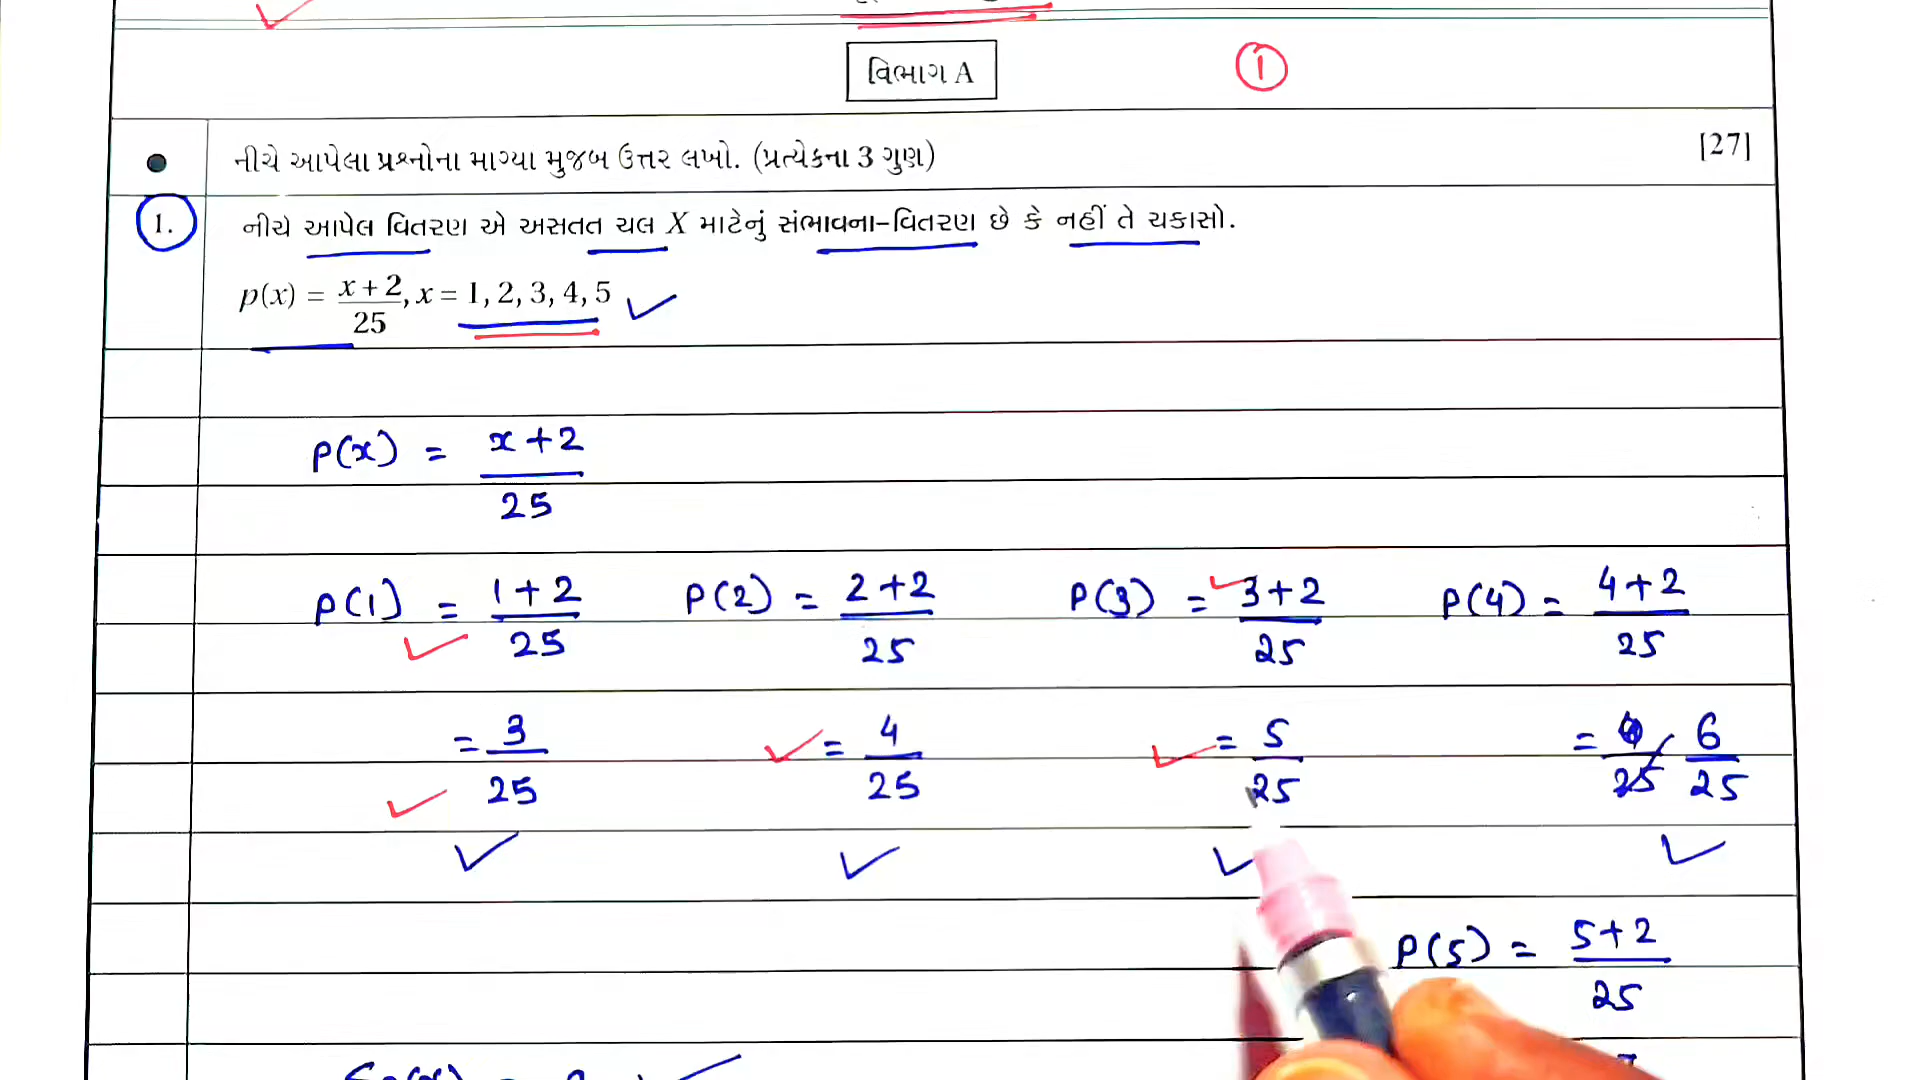 વિભાગ A
1
નીચે આપેલા પ્રશ્નોના માગ્યા મુજબ ઉત્તર લખો. (પ્રત્યેકના 3 ગુણ) [27]
1. નીચે આપેલ વિતરણ એ અસતત ચલ X માટેનું સંભાવના-વિતરણ છે કે નહીં તે ચકાસો.
p(x) = x + 2 / 25, x = 1, 2, 3, 4, 5
P(x) = x + 2 / 25
P(1) = 1 + 2 / 25 P(2) = 2 + 2 / 25 P(3) = 3 + 2 / 25 P(4) = 4 + 2 / 25
= 3 / 25 = 4 / 25 = 5 / 25 = 6 / 25
P(5) = 5 + 2 / 25